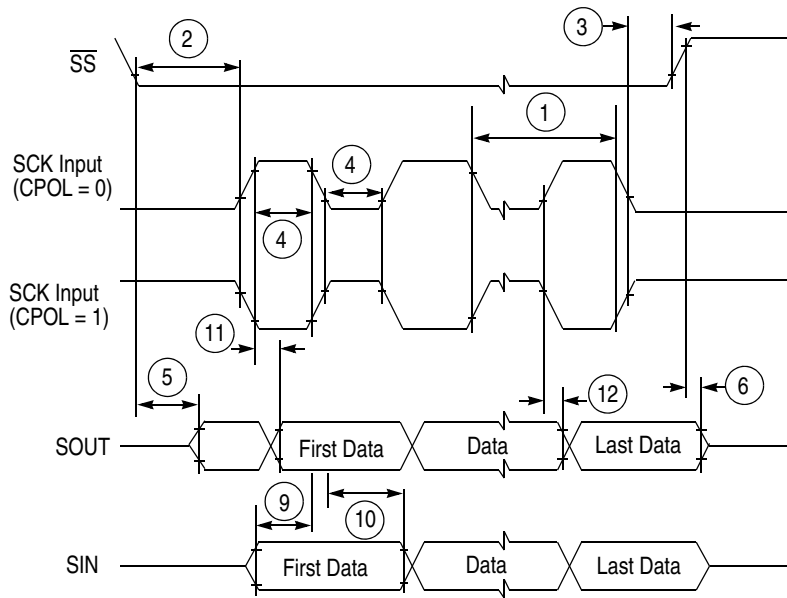 2
3
SS
1
SCK Input
(CPOL = 0)
4
4
SCK Input
(CPOL = 1)
11
5
12
6
SOUT
First Data
Data
Last Data
9
10
SIN
First Data
Data
Last Data